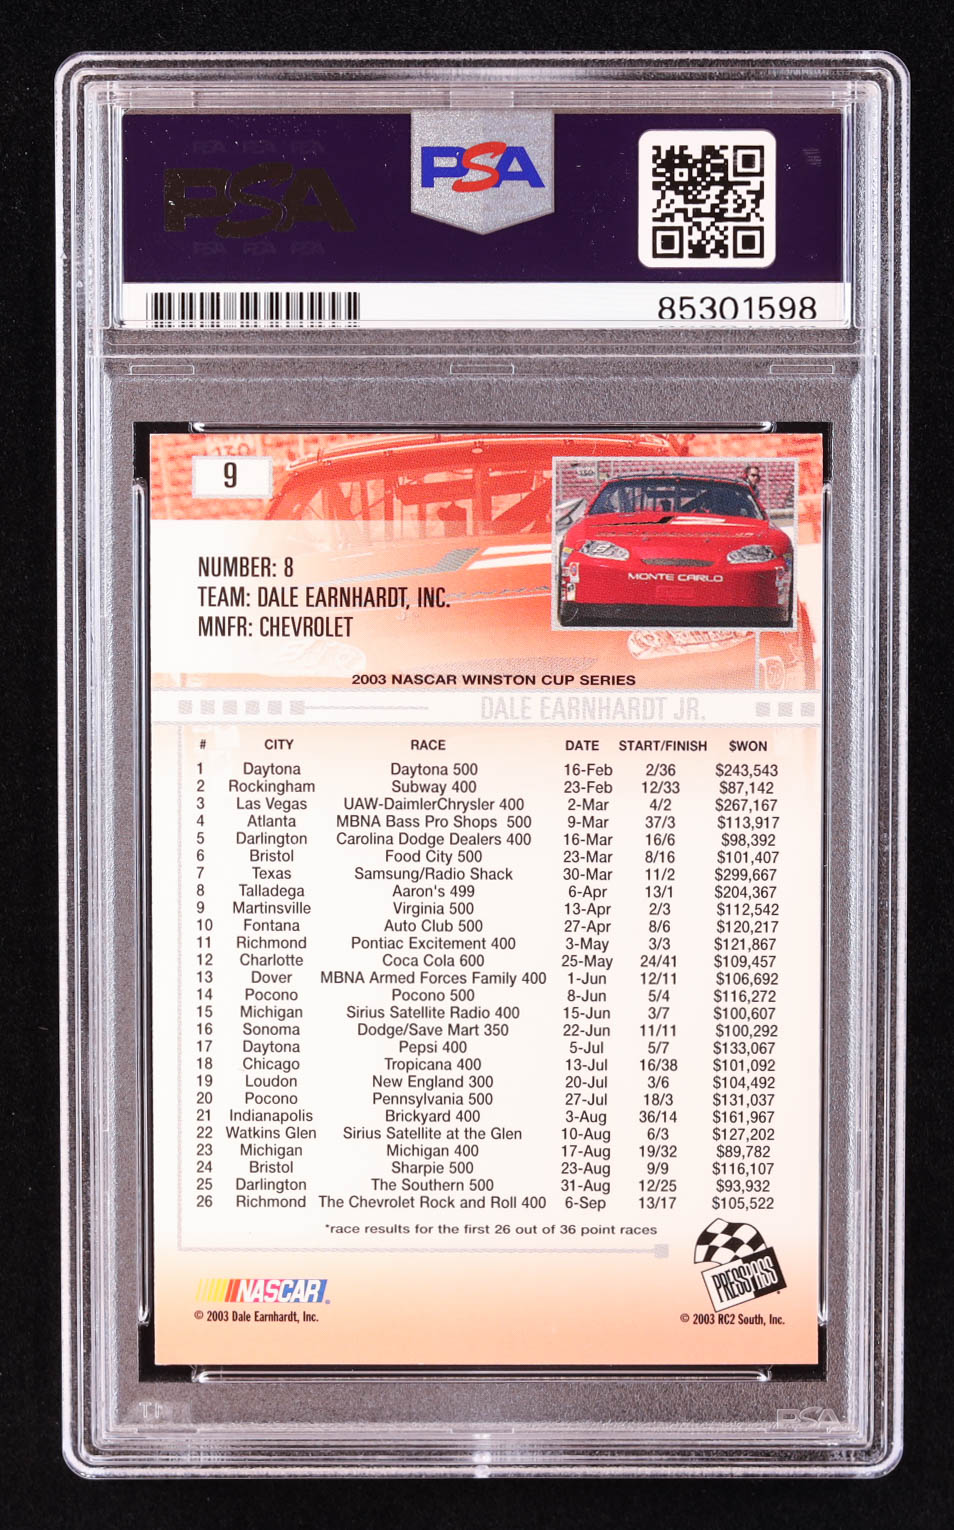 PSA
PSA
85301598
9
NUMBER: 8
TEAM: DALE EARNHARDT, INC.
MNFR: CHEVROLET
MONTE CARLO
2003 NASCAR WINSTON CUP SERIES
DALE EARNHARDT JR.
# CITY RACE DATE START/FINISH $WON
1 Daytona Daytona 500 16-Feb 2/36 $243,543
2 Rockingham Subway 400 23-Feb 12/33 $87,142
3 Las Vegas UAW-DaimlerChrysler 400 2-Mar 4/2 $267,167
4 Atlanta MBNA Bass Pro Shops 500 9-Mar 37/3 $113,917
5 Darlington Carolina Dodge Dealers 400 16-Mar 16/6 $98,392
6 Bristol Food City 500 23-Mar 8/16 $101,407
7 Texas Samsung/Radio Shack 30-Mar 11/2 $299,667
8 Talladega Aaron's 499 6-Apr 13/1 $204,367
9 Martinsville Virginia 500 13-Apr 2/3 $112,542
10 Fontana Auto Club 500 27-Apr 8/6 $120,217
11 Richmond Pontiac Excitement 400 3-May 3/3 $121,867
12 Charlotte Coca Cola 600 25-May 24/41 $109,457
13 Dover MBNA Armed Forces Family 400 1-Jun 12/11 $106,692
14 Pocono Pocono 500 8-Jun 5/4 $116,272
15 Michigan Sirius Satellite Radio 400 15-Jun 3/7 $100,607
16 Sonoma Dodge/Save Mart 350 22-Jun 11/11 $100,292
17 Daytona Pepsi 400 5-Jul 5/7 $133,067
18 Chicago Tropicana 400 13-Jul 16/38 $101,092
19 Loudon New England 300 20-Jul 3/6 $104,492
20 Pocono Pennsylvania 500 27-Jul 18/3 $131,037
21 Indianapolis Brickyard 400 3-Aug 36/14 $161,967
22 Watkins Glen Sirius Satellite at the Glen 10-Aug 6/3 $127,202
23 Michigan Michigan 400 17-Aug 19/32 $89,782
24 Bristol Sharpie 500 23-Aug 9/9 $116,107
25 Darlington The Southern 500 31-Aug 12/25 $93,932
26 Richmond The Chevrolet Rock and Roll 400 6-Sep 13/17 $105,522
*race results for the first 26 out of 36 point races
PRESS PASS
NASCAR
© 2003 Dale Earnhardt, Inc.
© 2003 RC2 South, Inc.
PSA